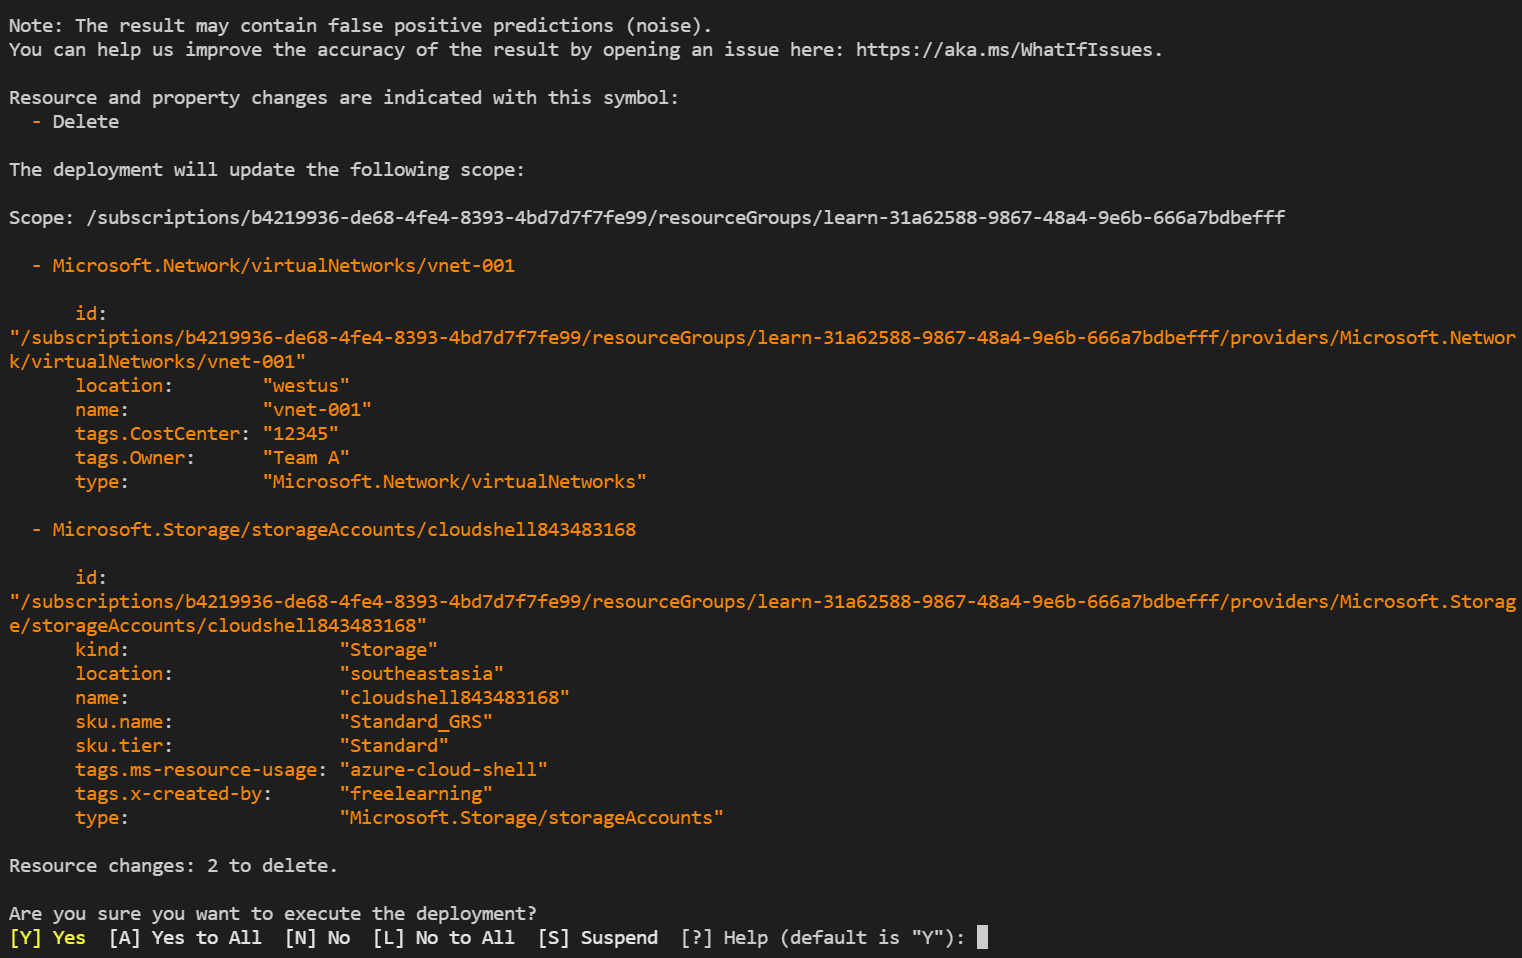 Note: The result may contain false positive predictions (noise).
You can help us improve the accuracy of the result by opening an issue here: https://aka.ms/WhatIfIssues.
Resource and property changes are indicated with this symbol:
- Delete
The deployment will update the following scope:
Scope: /subscriptions/b4219936-de68-4fe4-8393-4bd7d7f7fe99/resourceGroups/learn-31a62588-9867-48a4-9e6b-666a7bdbefff
- Microsoft.Network/virtualNetworks/vnet-001
id:
"/subscriptions/b4219936-de68-4fe4-8393-4bd7d7f7fe99/resourceGroups/learn-31a62588-9867-48a4-9e6b-666a7bdbefff/providers/Microsoft.Networ
k/virtualNetworks/vnet-001"
location: "westus"
name: "vnet-001"
tags.CostCenter: "12345"
tags.Owner: "Team A"
type: "Microsoft.Network/virtualNetworks"
- Microsoft.Storage/storageAccounts/cloudshell843483168
id:
"/subscriptions/b4219936-de68-4fe4-8393-4bd7d7f7fe99/resourceGroups/learn-31a62588-9867-48a4-9e6b-666a7bdbefff/providers/Microsoft.Storag
e/storageAccounts/cloudshell843483168"
kind: "Storage"
location: "southeastasia"
name: "cloudshell843483168"
sku.name: "Standard_GRS"
sku.tier: "Standard"
tags.ms-resource-usage: "azure-cloud-shell"
tags.x-created-by: "freelearning"
type: "Microsoft.Storage/storageAccounts"
Resource changes: 2 to delete.
Are you sure you want to execute the deployment?
[Y] Yes [A] Yes to All [N] No [L] No to All [S] Suspend [?] Help (default is "Y"):